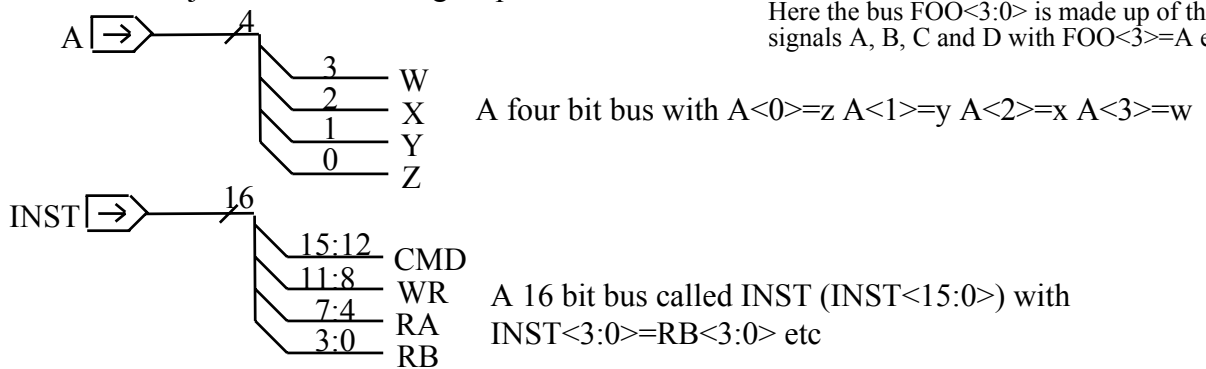 Here the bus FOO<3:0> is made up of th
signals A, B, C and D with FOO<3>=A
A
4
3
W
2
X
1
Y
0
Z
A four bit bus with A<0>=z A<1>=y A<2>=x A<3>=w
INST
16
15:12
CMD
11:8
WR
7:4
RA
3:0
RB
A 16 bit bus called INST (INST<15:0>) with
INST<3:0>=RB<3:0> etc